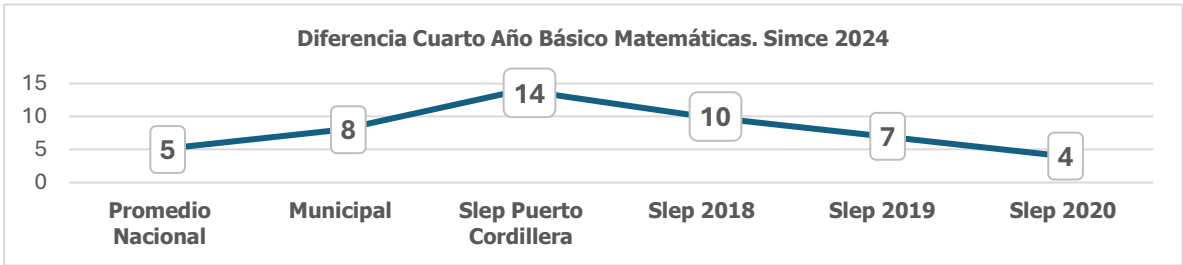 Diferencia Cuarto Año Básico Matemáticas. Simce 2024
15
10
5
0
5
8
14
10
7
4
Promedio Nacional
Municipal
Slep Puerto Cordillera
Slep 2018
Slep 2019
Slep 2020